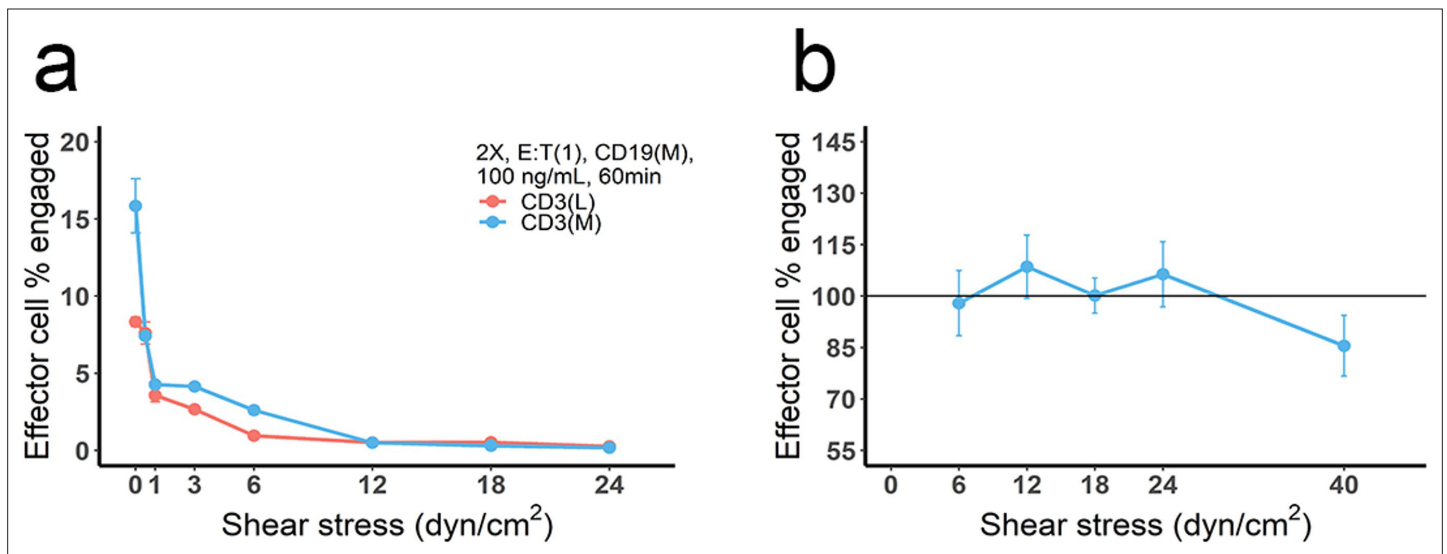 a
Effector cell % engaged
20
15
10
5
0
2X, E:T(1), CD19(M),
100 ng/mL, 60min
CD3(L)
CD3(M)
0 1 3 6 12 18 24
Shear stress (dyn/cm²)
b
Effector cell % engaged
145
130
115
100
85
70
55
0 6 12 18 24 40
Shear stress (dyn/cm²)